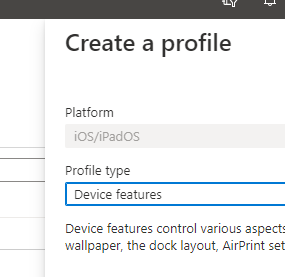 Create a profile
Platform
iOS/iPadOS
Profile type
Device features
Device features control various aspects
wallpaper, the dock layout, AirPrint set